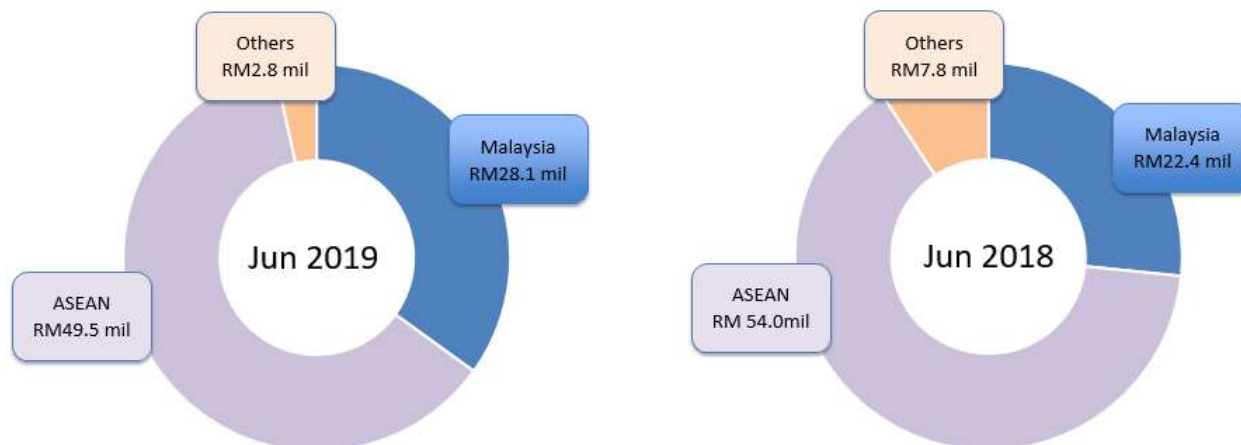 Others
RM2.8 mil
Malaysia
RM28.1 mil
Jun 2019
ASEAN
RM49.5 mil
Others
RM7.8 mil
Malaysia
RM22.4 mil
Jun 2018
ASEAN
RM 54.0mil